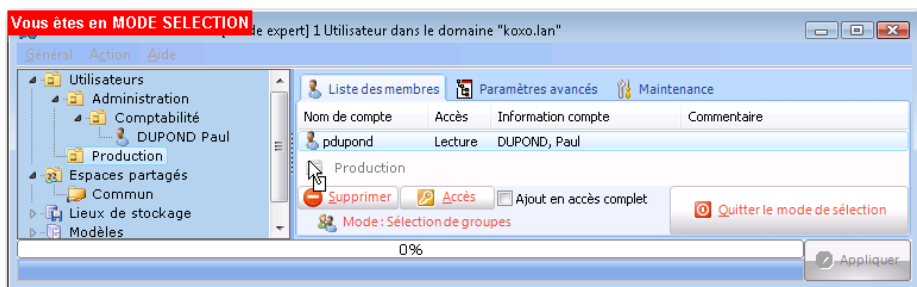 Vous êtes en MODE SELECTION
de expert] 1 Utilisateur dans le domaine "koxo.lan"
Général Action Aide
Utilisateurs
Administration
Comptabilité
DUPOND Paul
Production
Espaces partagés
Commun
Lieux de stockage
Modèles
Liste des membres Paramètres avancés Maintenance
Nom de compte Accès Information compte Commentaire
pdupond Lecture DUPOND, Paul
Production
Supprimer Accès Ajout en accès complet
Quitter le mode de sélection
Mode : Sélection de groupes
0%
Appliquer